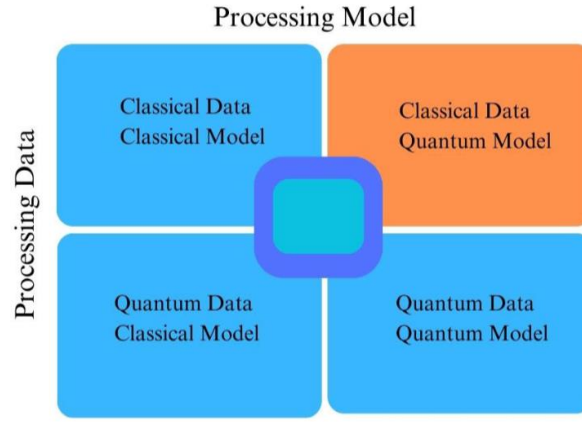 Processing Model
Processing Data
Classical Data
Classical Model
Classical Data
Quantum Model
Quantum Data
Classical Model
Quantum Data
Quantum Model